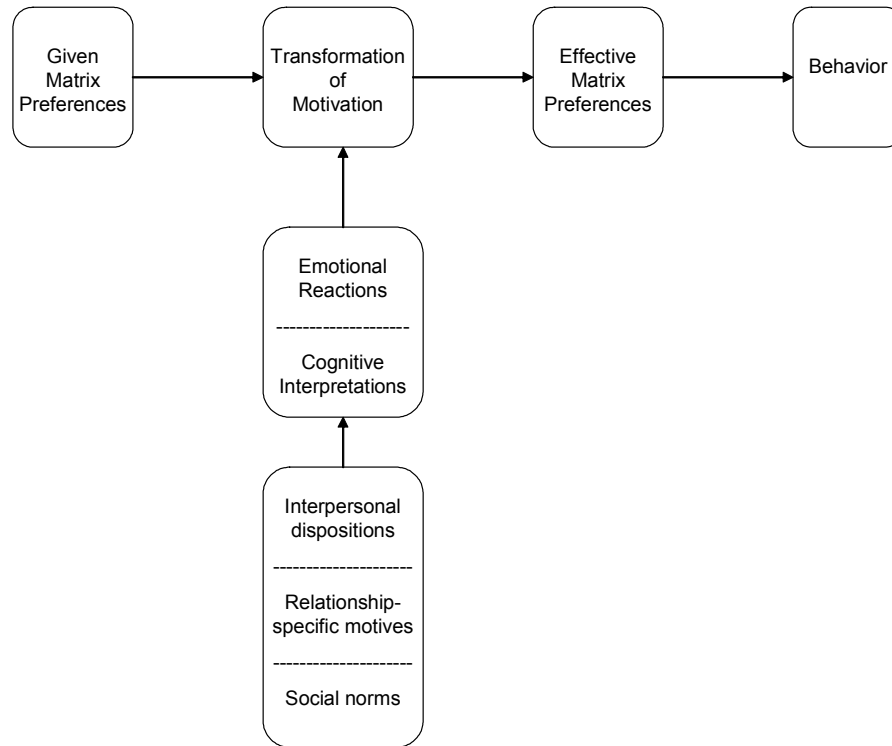 Given
Matrix
Preferences
Transformation
of
Motivation
Effective
Matrix
Preferences
Behavior
Emotional
Reactions
--------------------
Cognitive
Interpretations
Interpersonal
dispositions
---------------------
Relationship-
specific motives
---------------------
Social norms